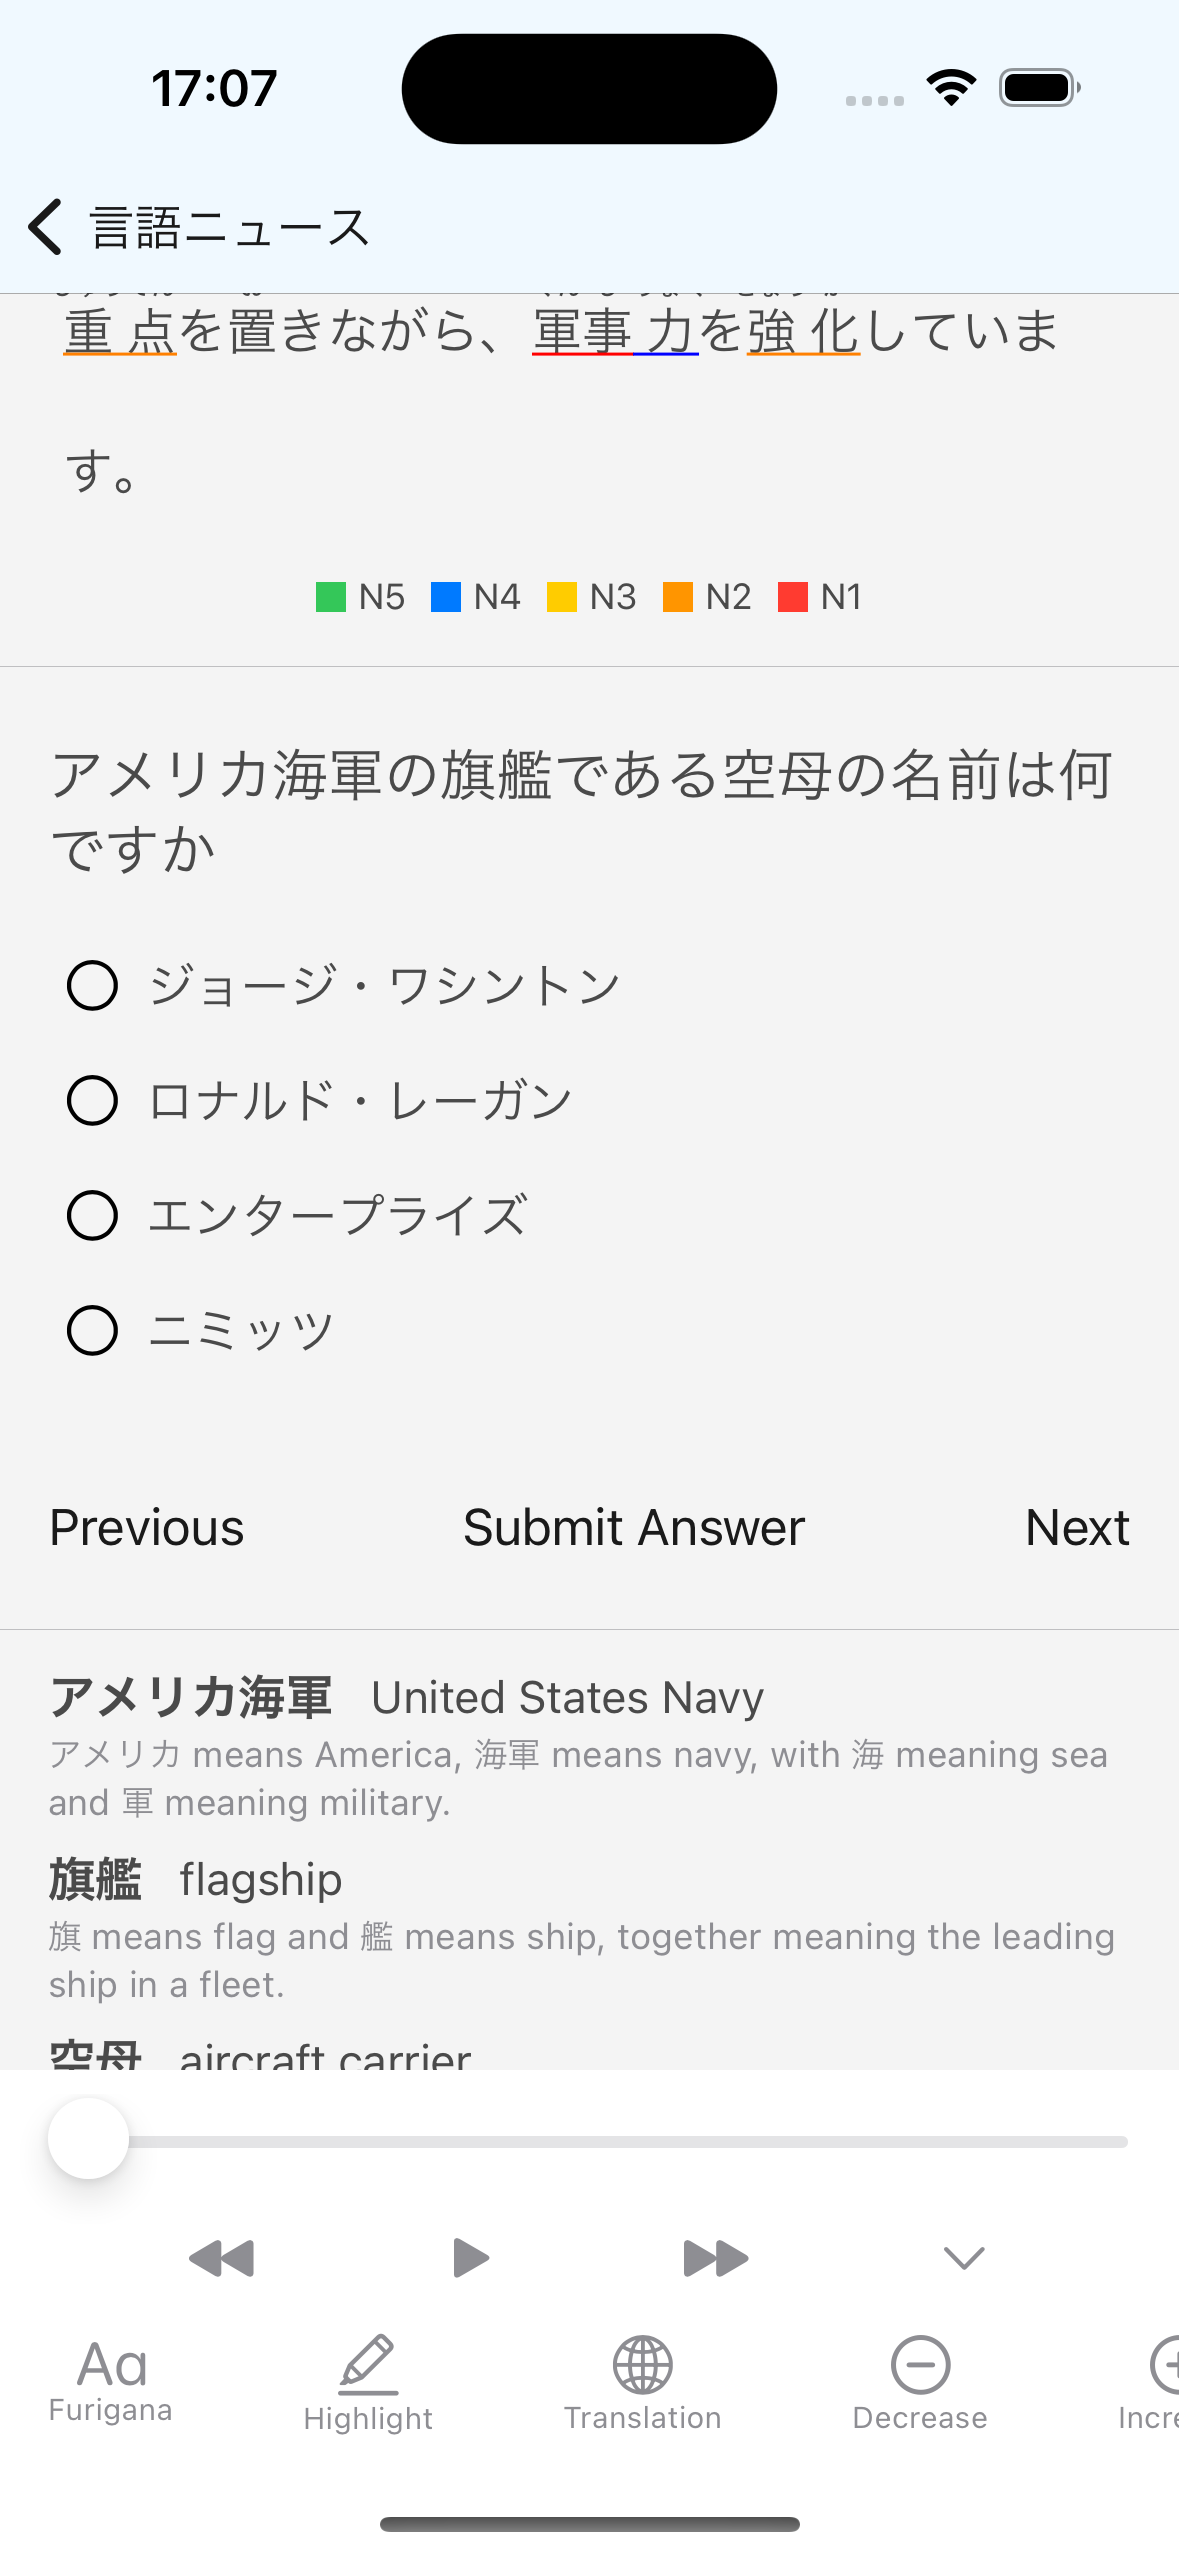 17:07
言語ニュース
重点を置きながら、軍事力を強化していま
す。
N5 N4 N3 N2 N1
アメリカ海軍の旗艦である空母の名前は何
ですか
ジョージ・ワシントン
ロナルド・レーガン
エンタープライズ
ニミッツ
Previous Submit Answer Next
アメリカ海軍 United States Navy
アメリカ means America, 海軍 means navy, with 海 meaning sea
and 軍 meaning military.
旗艦 flagship
旗 means flag and 艦 means ship, together meaning the leading
ship in a fleet.
空母 aircraft carrier
Aa
Furigana Highlight Translation Decrease Incre